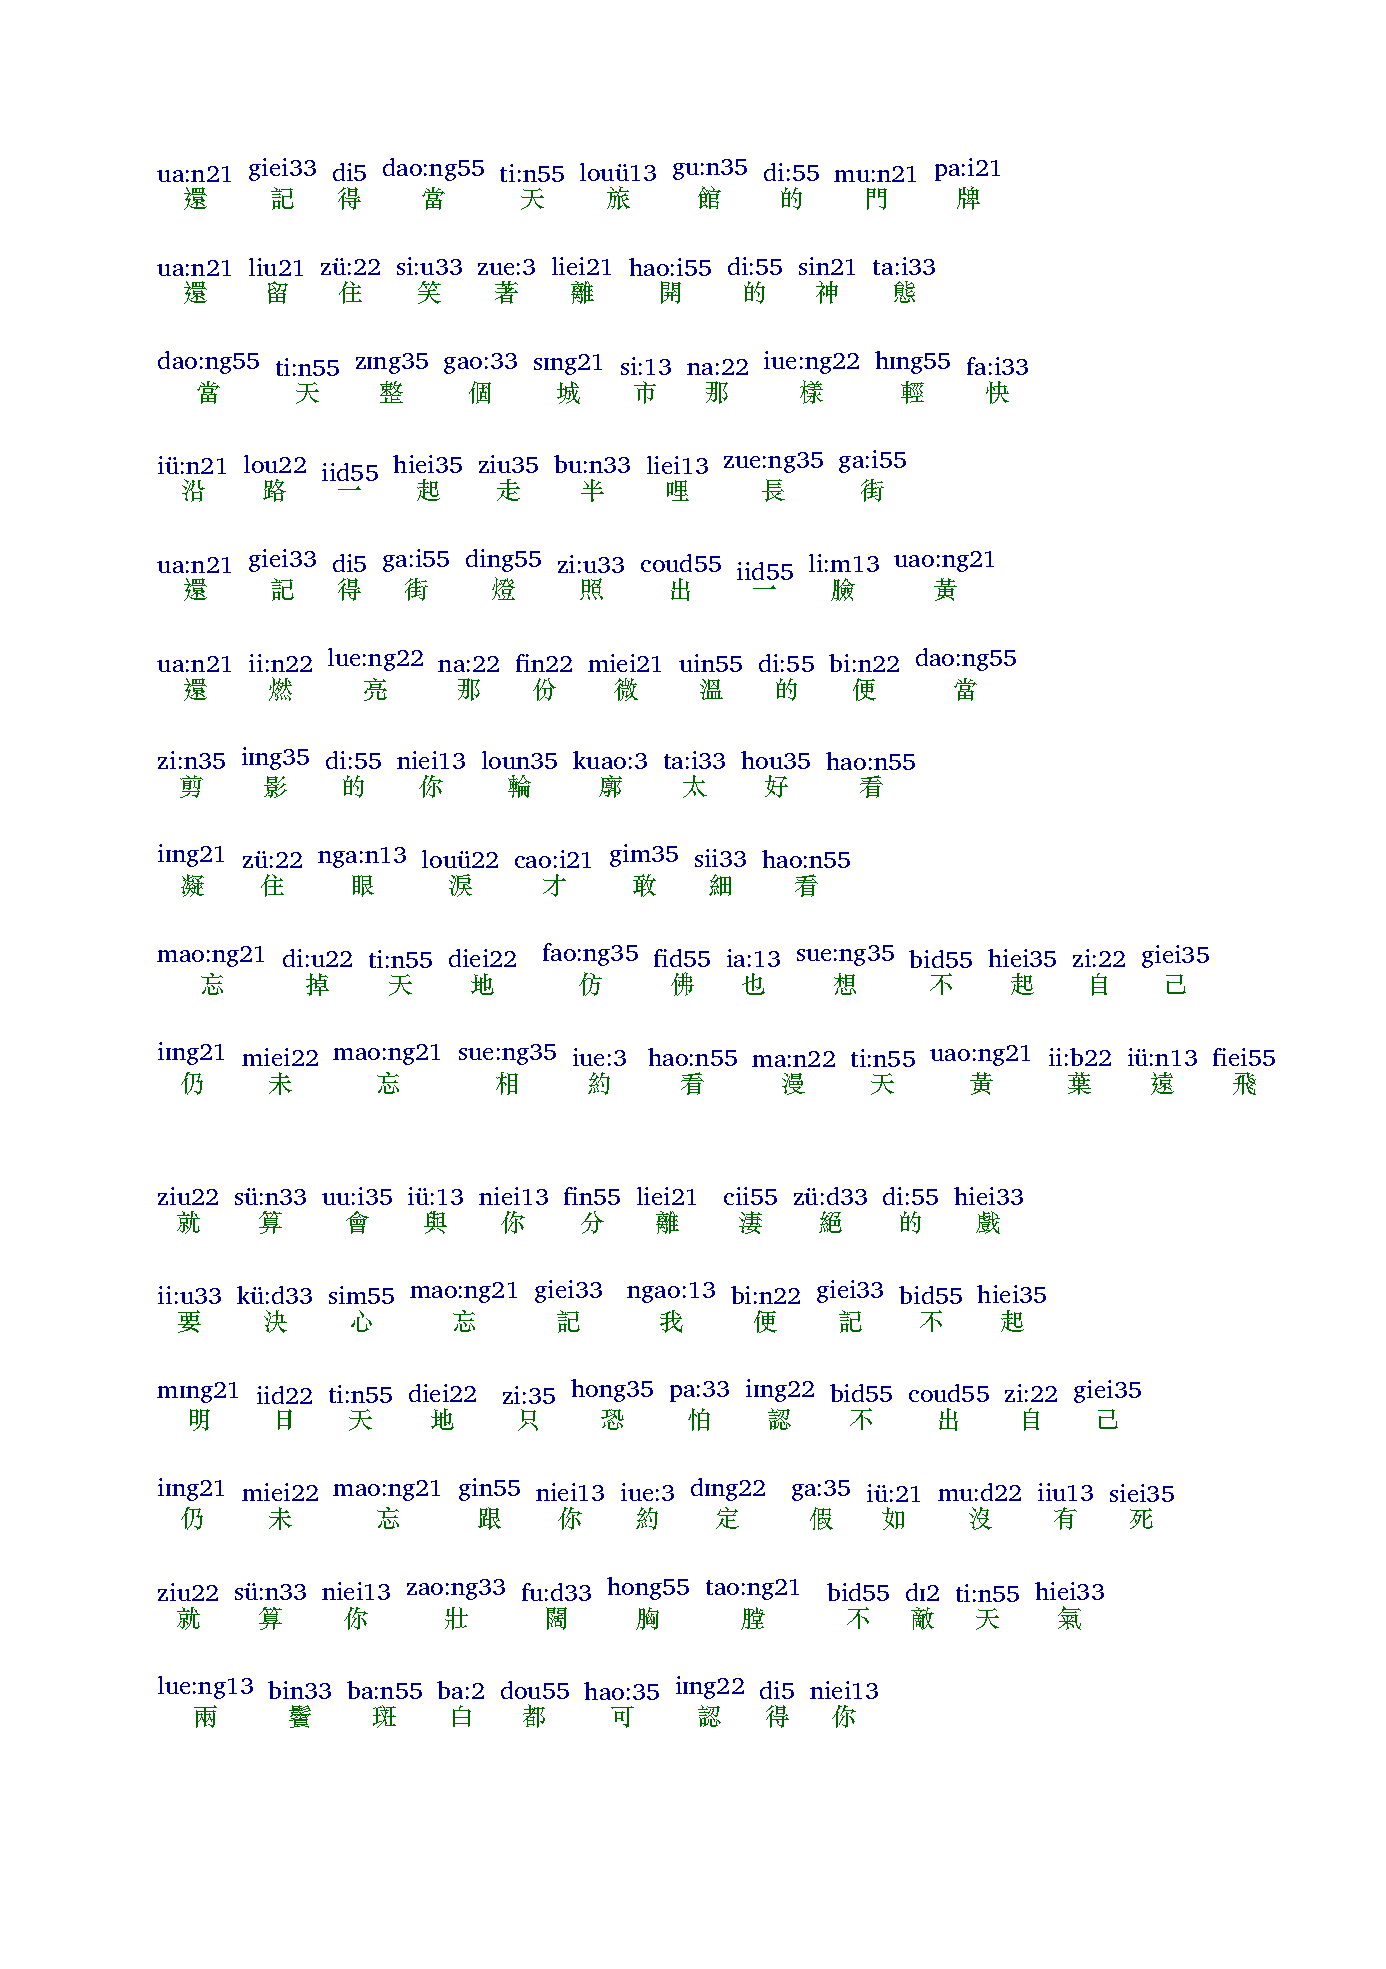 ua:n21 giei33 di5 dao:ng55 ti:n55 louü13 gu:n35 di:55 mu:n21 pa:i21
還 記 得 當 天 旅 館 的 門 牌
ua:n21 liu21 zü:22 si:u33 zue:3 liei21 hao:i55 di:55 sin21 ta:i33
還 留 住 笑 著 離 開 的 神 態
dao:ng55 ti:n55 zɪng35 gao:33 sɪng21 si:13 na:22 iue:ng22 hɪng55 fa:i33
當 天 整 個 城 市 那 樣 輕 快
iü:n21 lou22 iid55 hiei35 ziu35 bu:n33 liei13 zue:ng35 ga:i55
沿 路 一 起 走 半 哩 長 街
ua:n21 giei33 di5 ga:i55 ding55 zi:u33 coud55 iid55 li:m13 uao:ng21
還 記 得 街 燈 照 出 一 臉 黃
ua:n21 ii:n22 lue:ng22 na:22 fin22 miei21 uin55 di:55 bi:n22 dao:ng55
還 燃 亮 那 份 微 溫 的 便 當
zi:n35 iɪng35 di:55 niei13 loun35 kuao:3 ta:i33 hou35 hao:n55
剪 影 的 你 輪 廓 太 好 看
iɪng21 zü:22 nga:n13 louü22 cao:i21 gim35 sii33 hao:n55
凝 住 眼 淚 才 敢 細 看
mao:ng21 di:u22 ti:n55 diei22 fao:ng35 fid55 ia:13 sue:ng35 bid55 hiei35 zi:22 giei35
忘 掉 天 地 仿 佛 也 想 不 起 自 己
iɪng21 miei22 mao:ng21 sue:ng35 iue:3 hao:n55 ma:n22 ti:n55 uao:ng21 ii:b22 iü:n13 fiei55
仍 未 忘 相 約 看 漫 天 黃 葉 遠 飛
ziu22 sü:n33 uu:i35 iü:13 niei13 fin55 liei21 cii55 zü:d33 di:55 hiei33
就 算 會 與 你 分 離 淒 絕 的 戲
ii:u33 kü:d33 sim55 mao:ng21 giei33 ngao:13 bi:n22 giei33 bid55 hiei35
要 決 心 忘 記 我 便 記 不 起
mɪng21 iid22 ti:n55 diei22 zi:35 hong35 pa:33 iɪng22 bid55 coud55 zi:22 giei35
明 日 天 地 只 恐 怕 認 不 出 自 己
iɪng21 miei22 mao:ng21 gin55 niei13 iue:3 dɪng22 ga:35 iü:21 mu:d22 iiu13 siei35
仍 未 忘 跟 你 約 定 假 如 沒 有 死
ziu22 sü:n33 niei13 zao:ng33 fu:d33 hong55 tao:ng21 bid55 dɪ2 ti:n55 hiei33
就 算 你 壯 闊 胸 膛 不 敵 天 氣
lue:ng13 bin33 ba:n55 ba:2 dou55 hao:35 iɪng22 di5 niei13
兩 鬢 斑 白 都 可 認 得 你